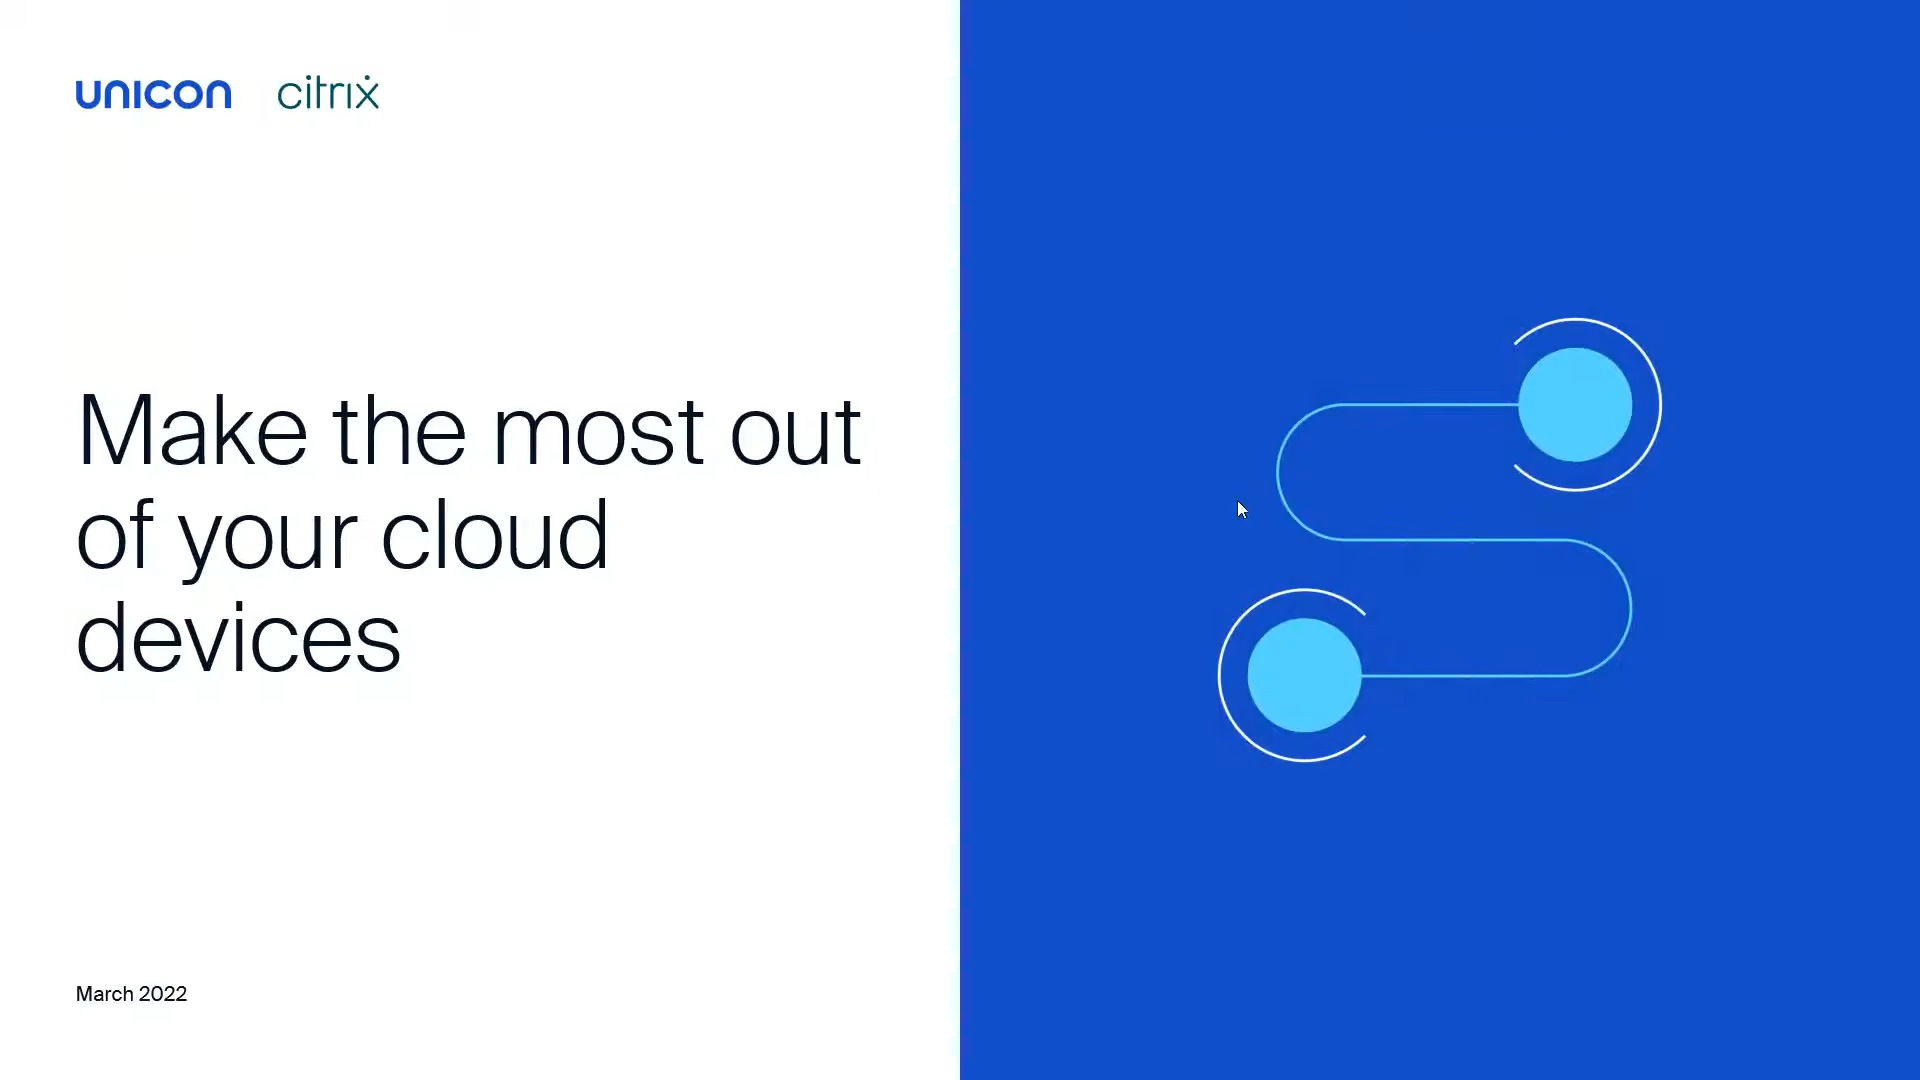 unicon citrix
Make the most out
of your cloud
devices
March 2022